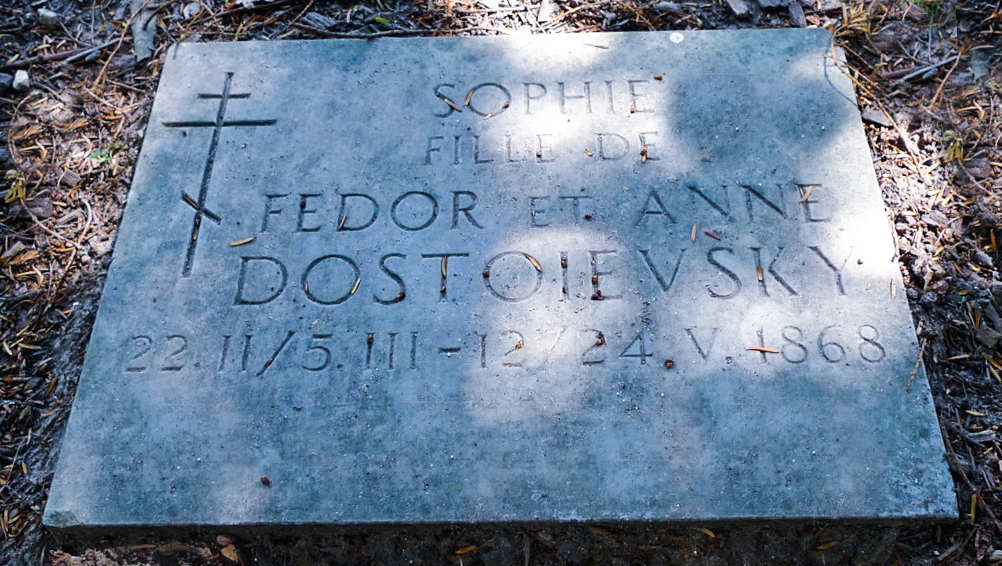 SOPHIE
FILLE DE
FEDOR ET ANNE
DOSTOIEVSKY
22.II/5.III-12/24.V.1868